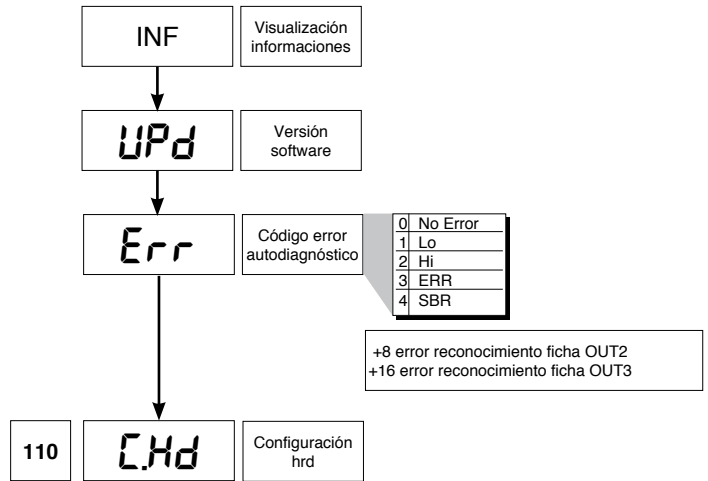 INF
Visualización
informaciones
UPd
Versión
software
Err
Código error
autodiagnóstico
0 No Error
1 Lo
2 Hi
3 ERR
4 SBR
+8 error reconocimiento ficha OUT2
+16 error reconocimiento ficha OUT3
110
C.Hd
Configuración
hrd